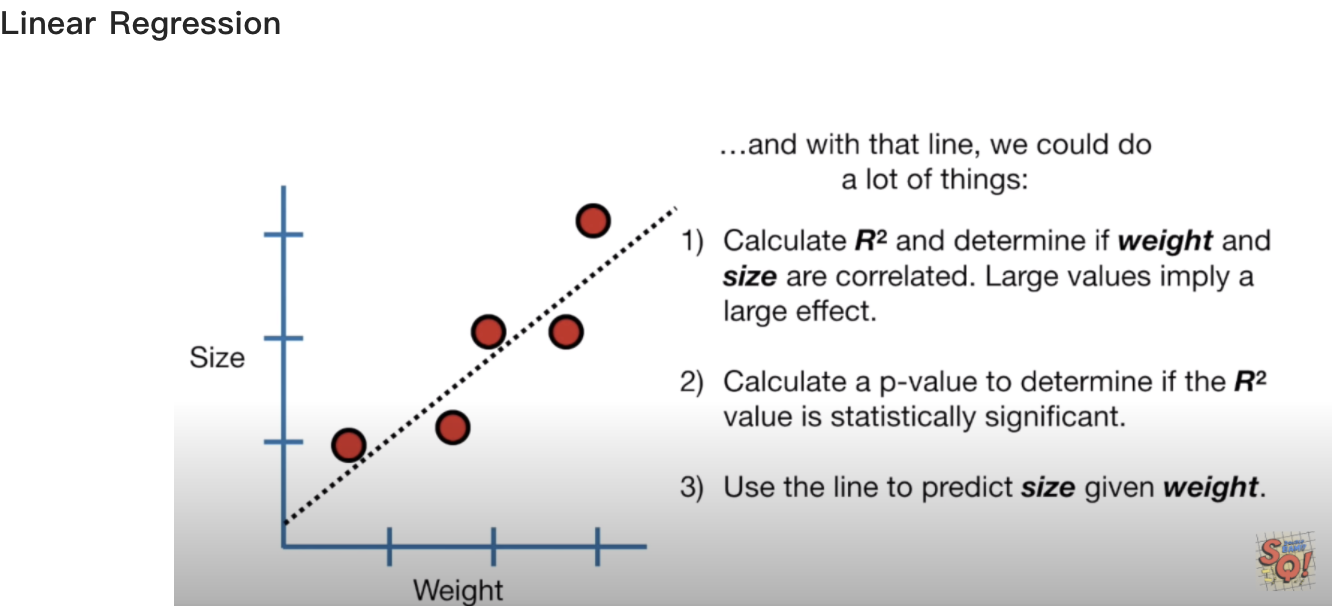 Linear Regression
...and with that line, we could do
a lot of things:
1) Calculate R² and determine if weight and
size are correlated. Large values imply a
large effect.
2) Calculate a p-value to determine if the R²
value is statistically significant.
3) Use the line to predict size given weight.
Size
Weight
SQ!